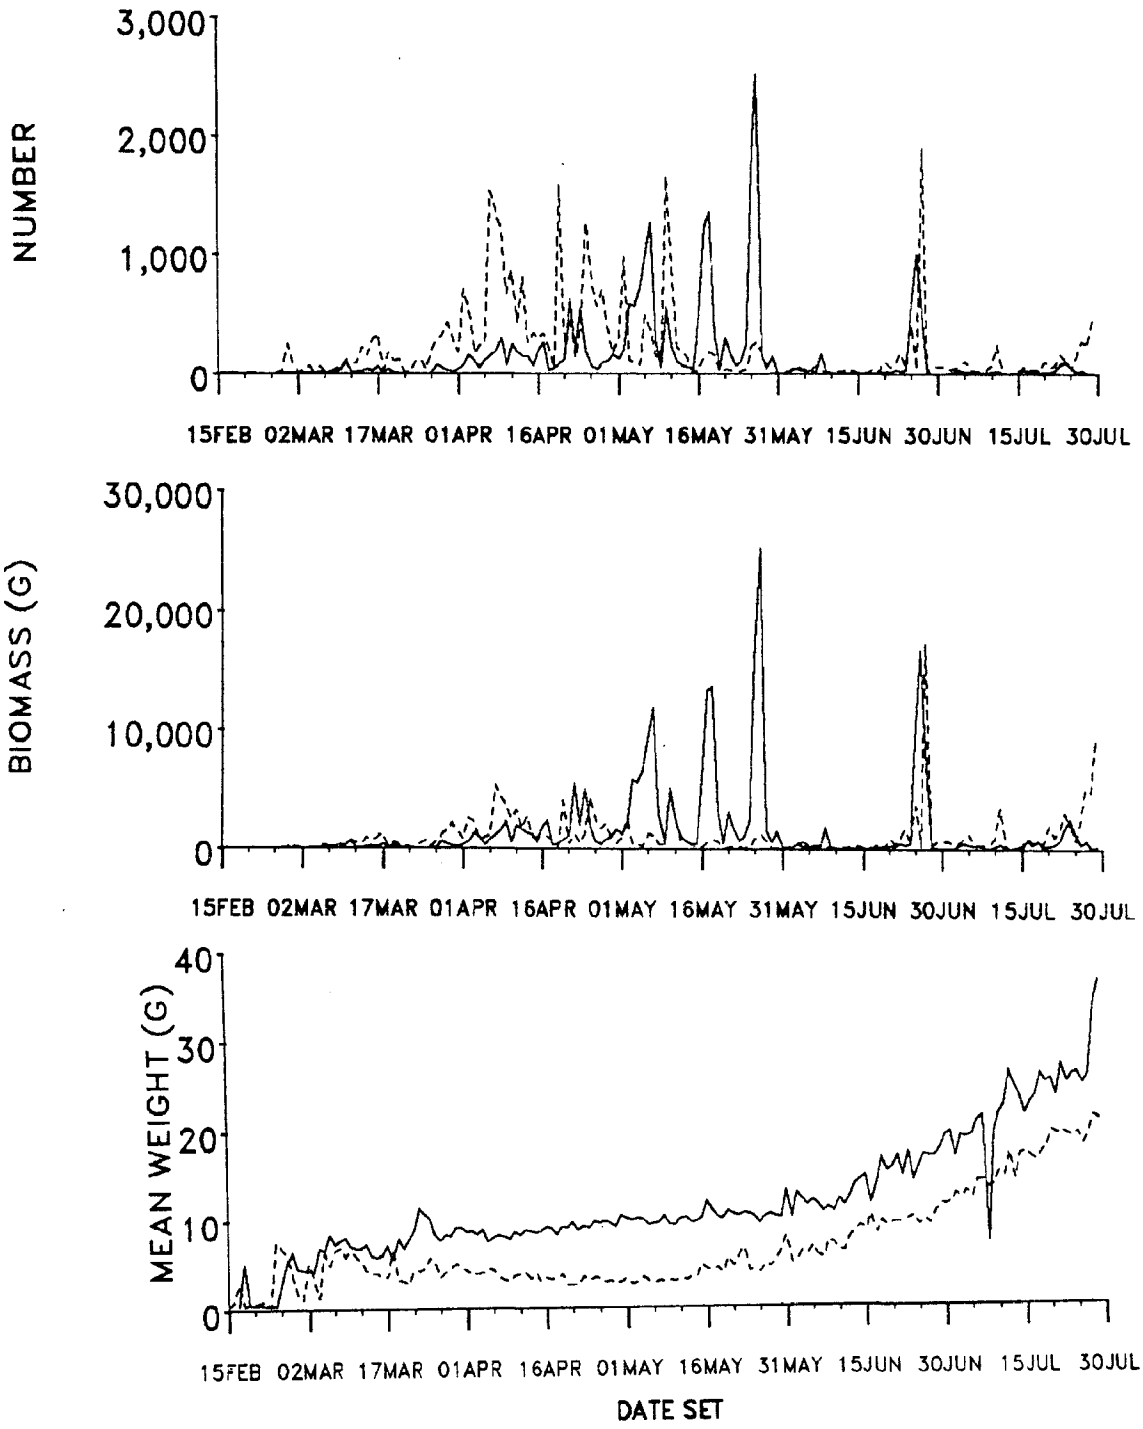 NUMBER
3,000
2,000
1,000
0
15FEB 02MAR 17MAR 01APR 16APR 01MAY 16MAY 31MAY 15JUN 30JUN 15JUL 30JUL
BIOMASS (G)
30,000
20,000
10,000
0
15FEB 02MAR 17MAR 01APR 16APR 01MAY 16MAY 31MAY 15JUN 30JUN 15JUL 30JUL
MEAN WEIGHT (G)
40
30
20
10
0
15FEB 02MAR 17MAR 01APR 16APR 01MAY 16MAY 31MAY 15JUN 30JUN 15JUL 30JUL
DATE SET